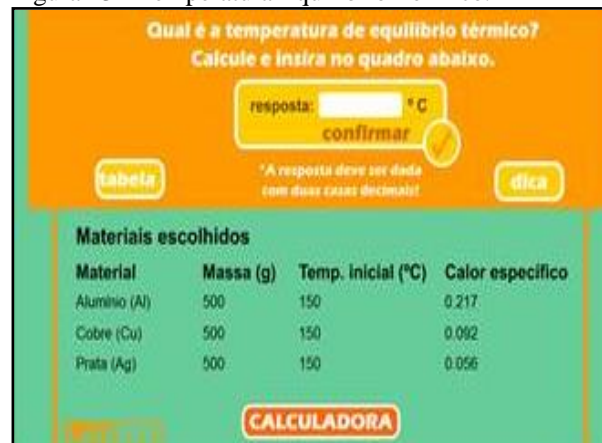 Qual é a temperatura de equilíbrio térmico?
Calcule e insira no quadro abaixo.
resposta: ° C
confirmar
tabela
*A resposta deve ser dada
com duas casas decimais!
dica
Materiais escolhidos
Material Massa (g) Temp. inicial (ºC) Calor específico
Alumínio (Al) 500 150 0.217
Cobre (Cu) 500 150 0.092
Prata (Ag) 500 150 0.056
CALCULADORA